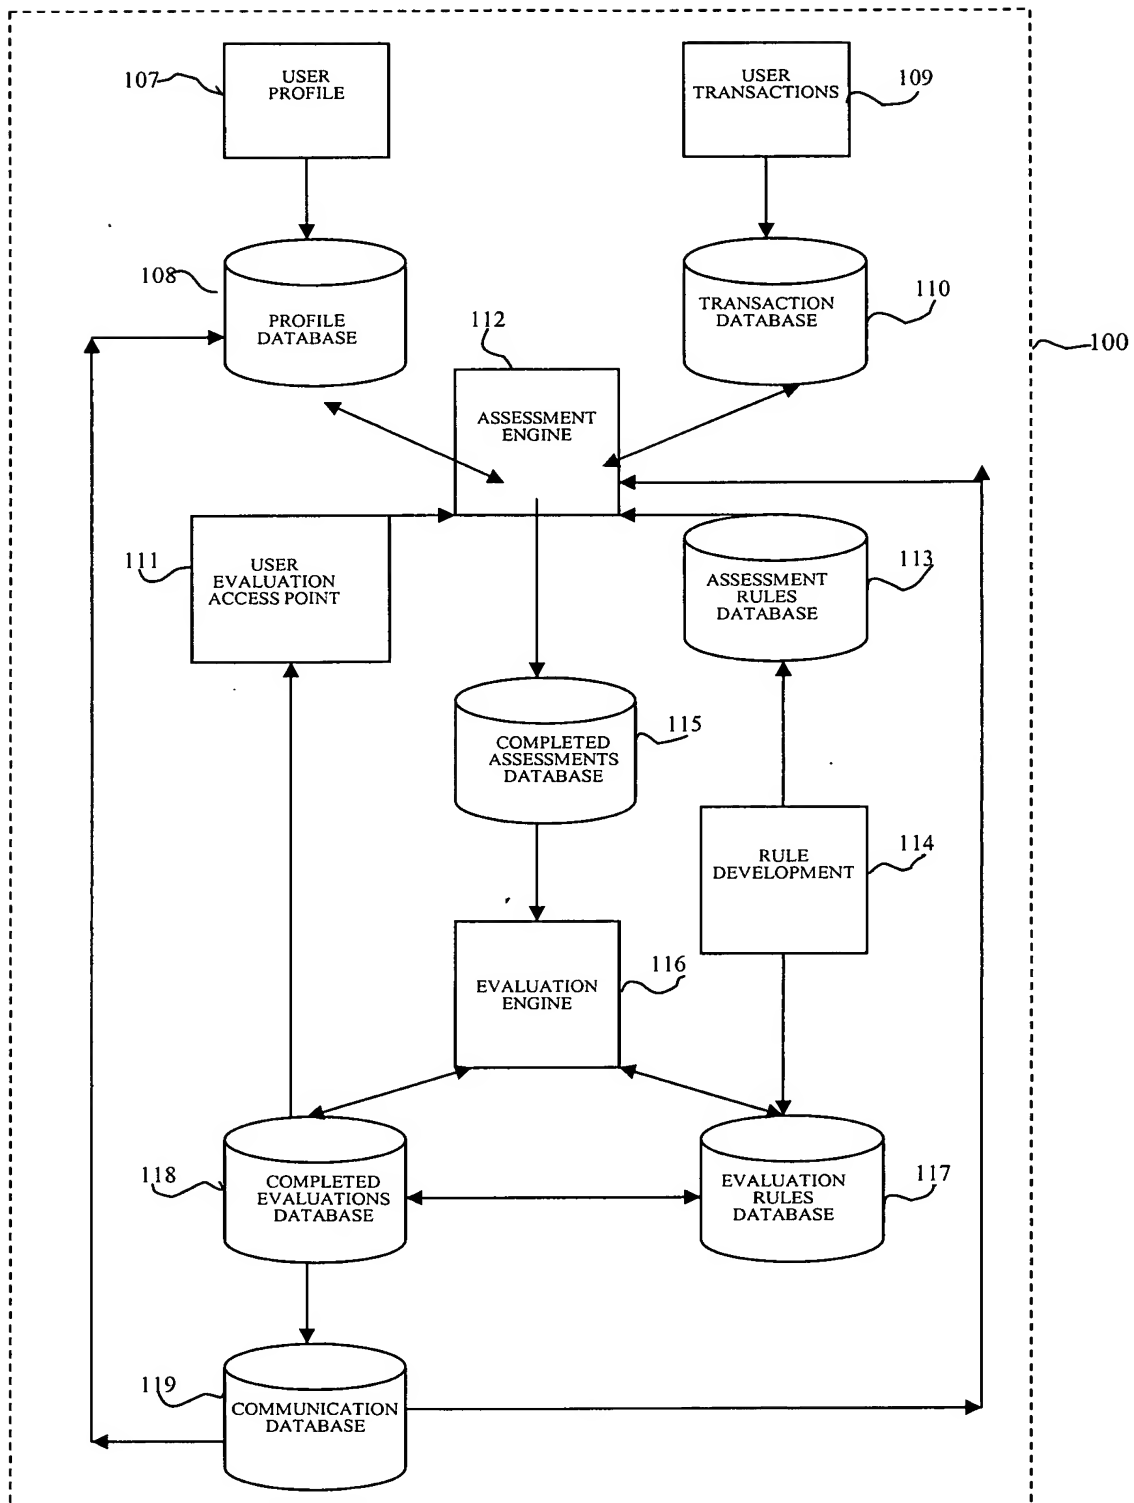 107
USER
PROFILE
USER
TRANSACTIONS
109
108
PROFILE
DATABASE
TRANSACTION
DATABASE
110
112
100
ASSESSMENT
ENGINE
111
USER
EVALUATION
ACCESS POINT
ASSESSMENT
RULES
DATABASE
113
COMPLETED
ASSESSMENTS
DATABASE
115
RULE
DEVELOPMENT
114
EVALUATION
ENGINE
116
118
COMPLETED
EVALUATIONS
DATABASE
EVALUATION
RULES
DATABASE
117
119
COMMUNICATION
DATABASE